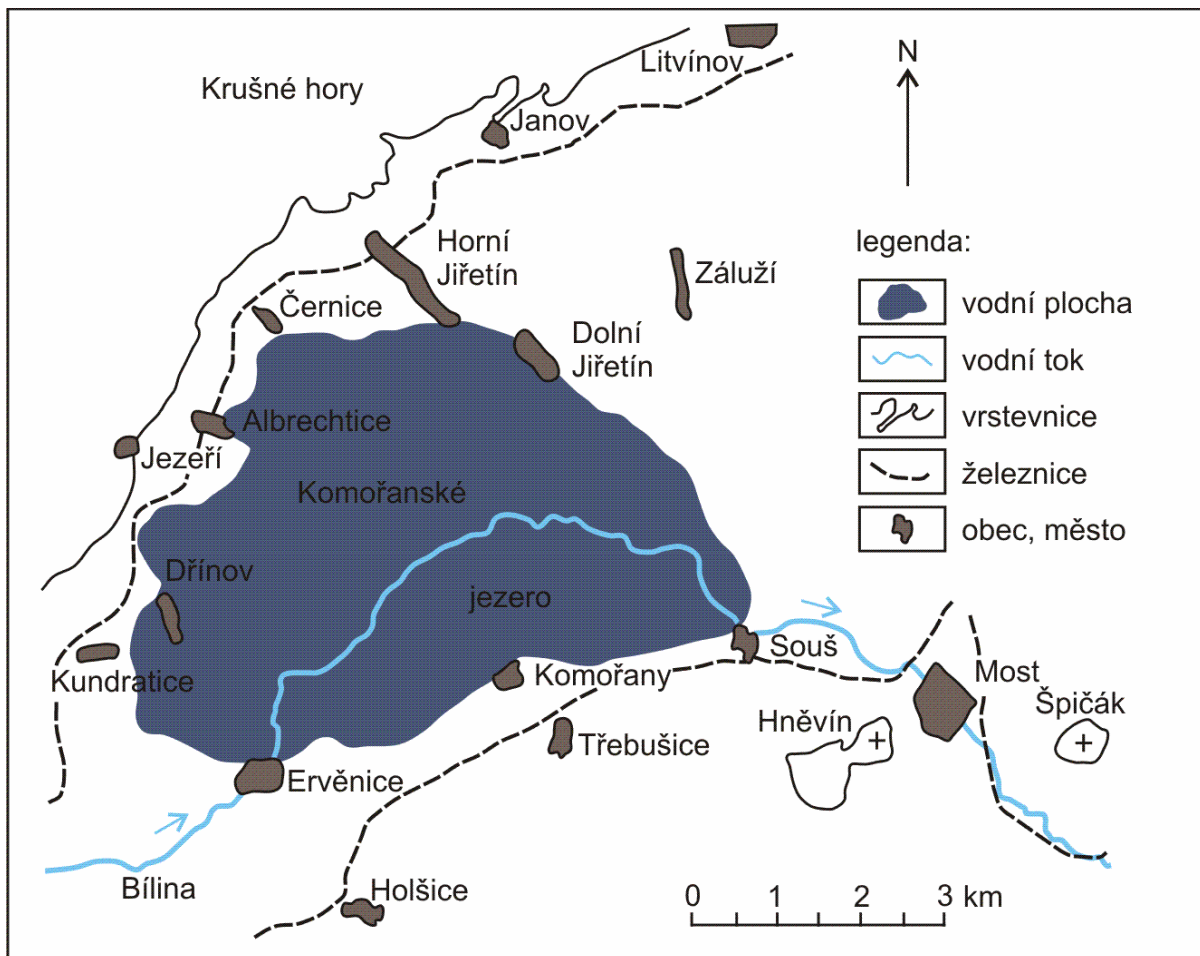 Litvínov
N
Krušné hory
Janov
Horní
Jiřetín
legenda:
Záluží
Černice
vodní plocha
Dolní
Jiřetín
vodní tok
Albrechtice
vrstevnice
Jezeří
železnice
Komořanské
obec, město
Dřínov
jezero
Souš
Komořany
Most
Kundratice
Špičák
Hněvín
Třebušice
Ervěnice
Bílina
Holšice
0 1 2 3 km